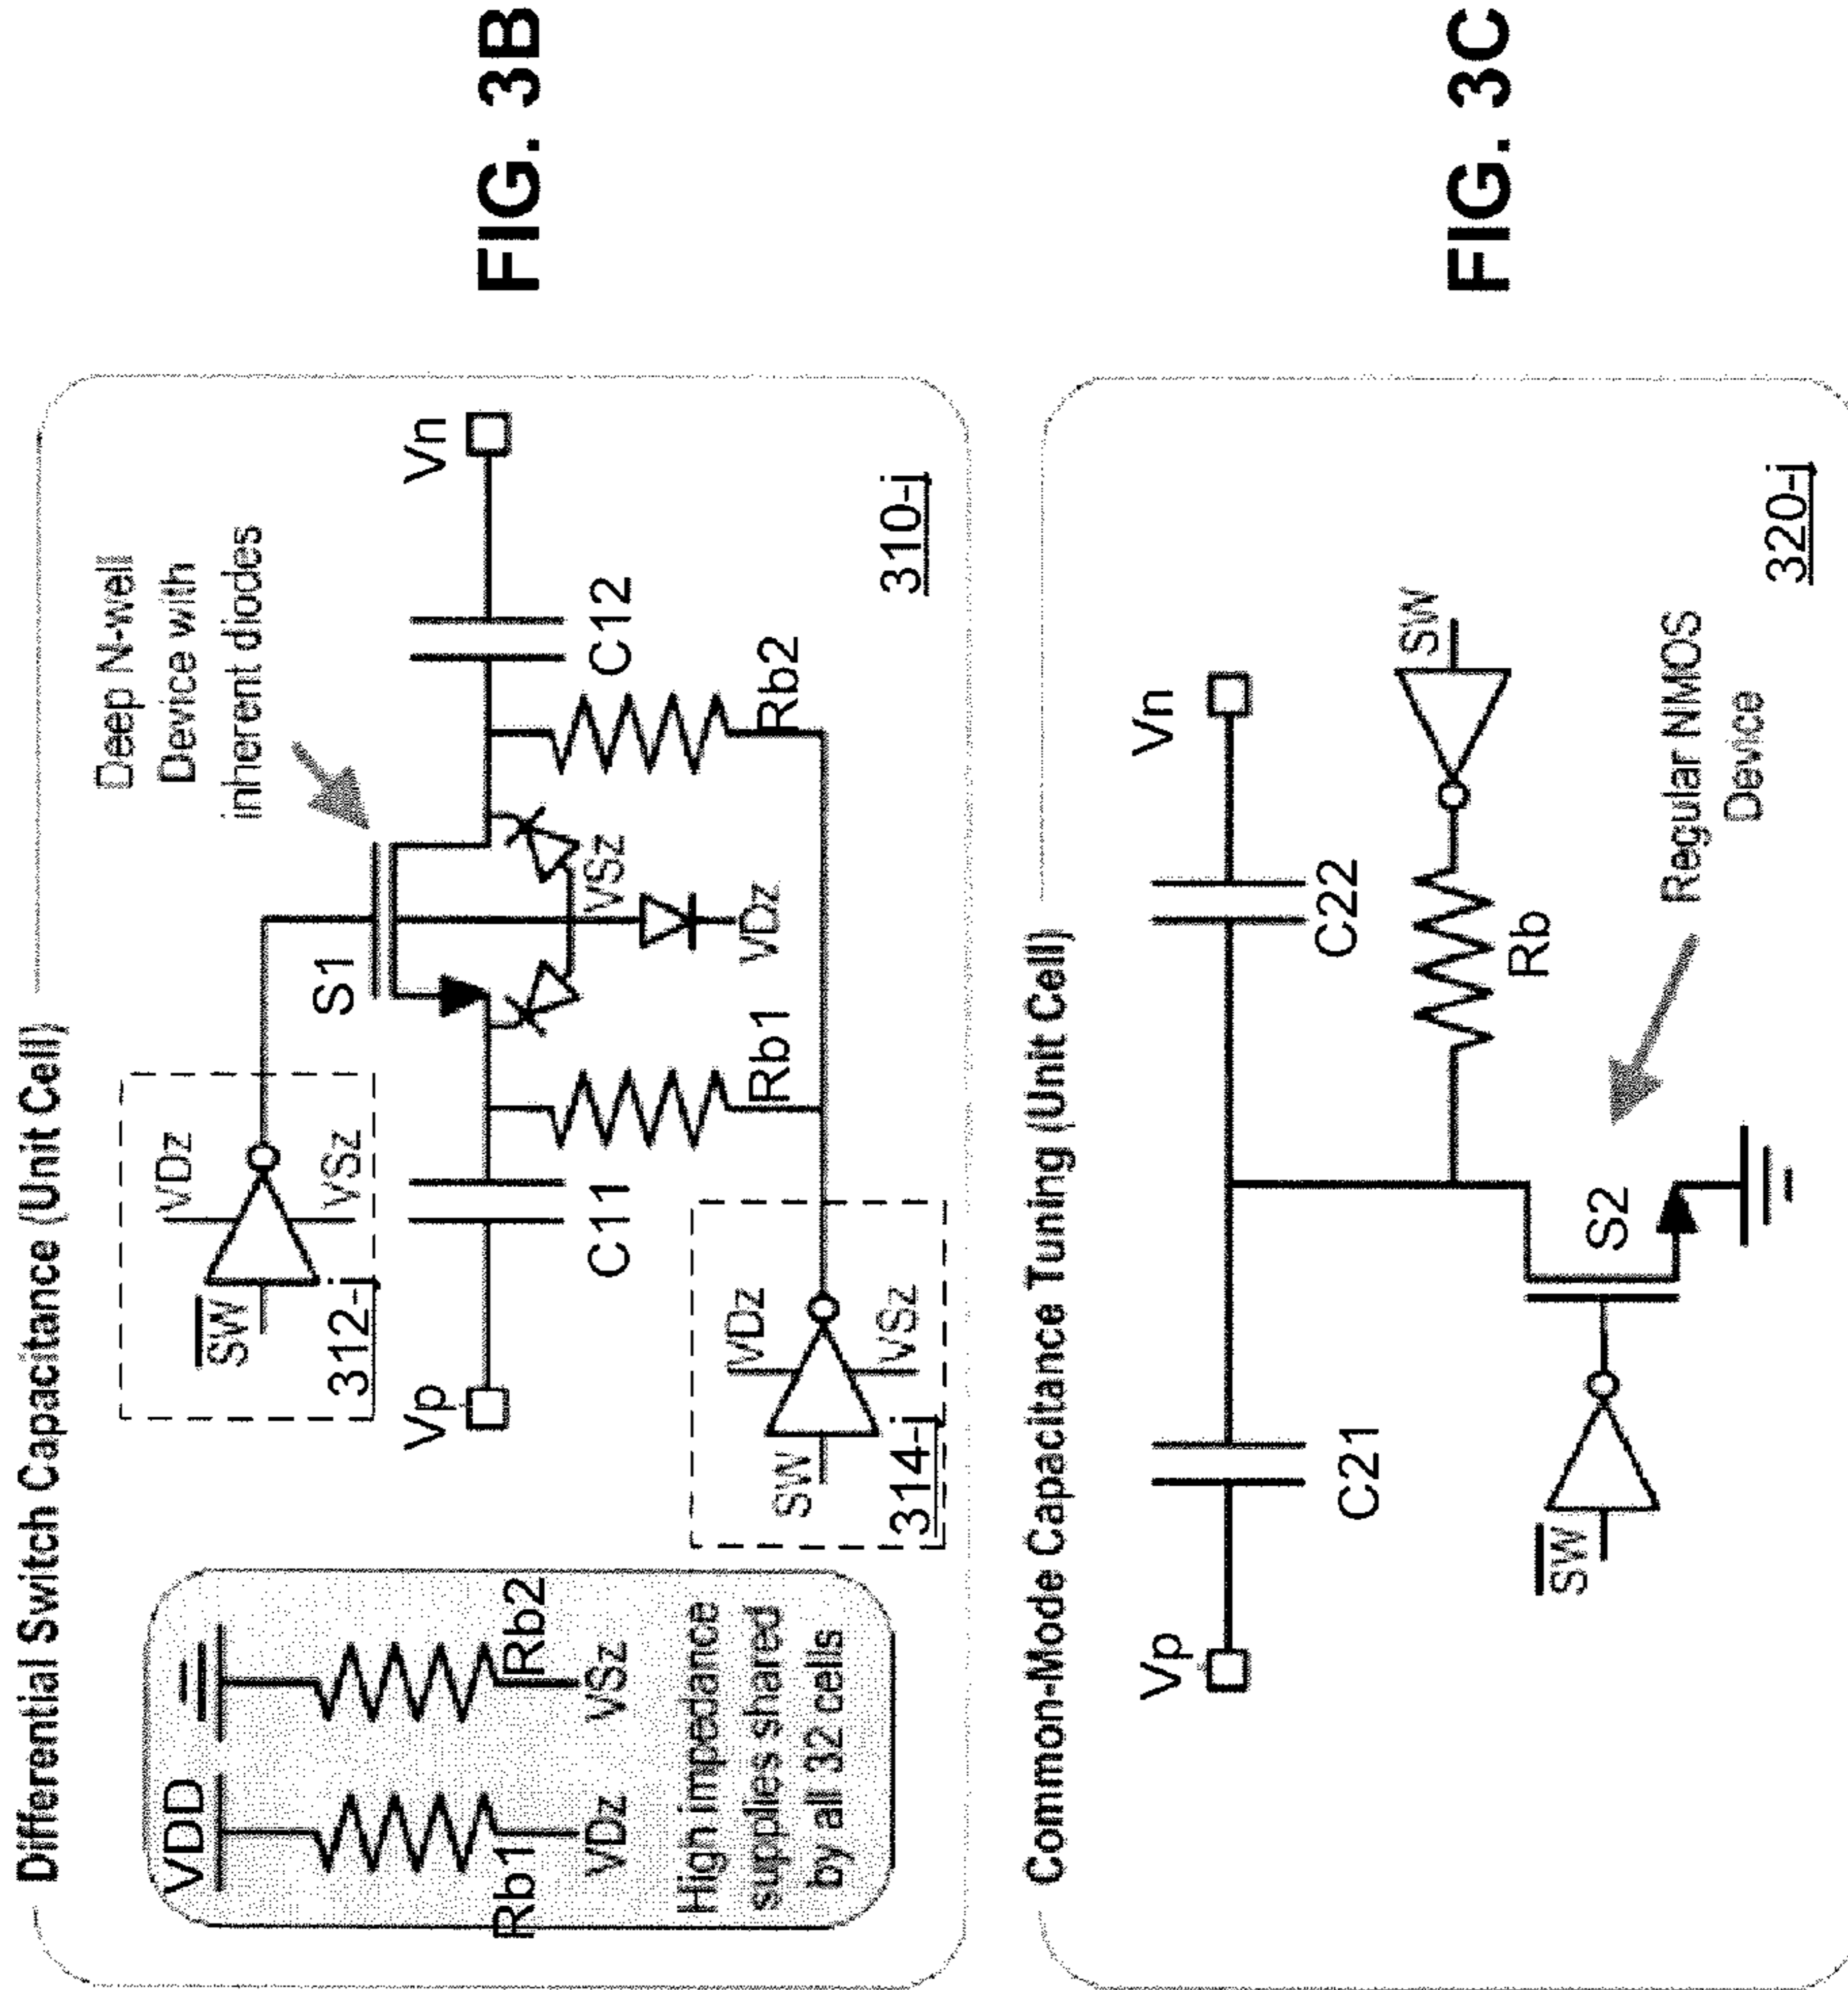 Differential Switch Capacitance (Unit Cell)
VDD
Rb1
VDz
Rb2
VSz
High impedance
supplies shared
by all 32 cells
SW
VDz
VSz
312-j
S1
Deep N-well
Device with
inherent diodes
Vp
C11
Rb1
VSz
VDz
C12
Rb2
Vn
SW
VDz
VSz
314-j
310-j
FIG. 3B
Common-Mode Capacitance Tuning (Unit Cell)
Vp
C21
C22
Vn
Rb
SW
SW
S2
Regular NMOS
Device
320-j
FIG. 3C